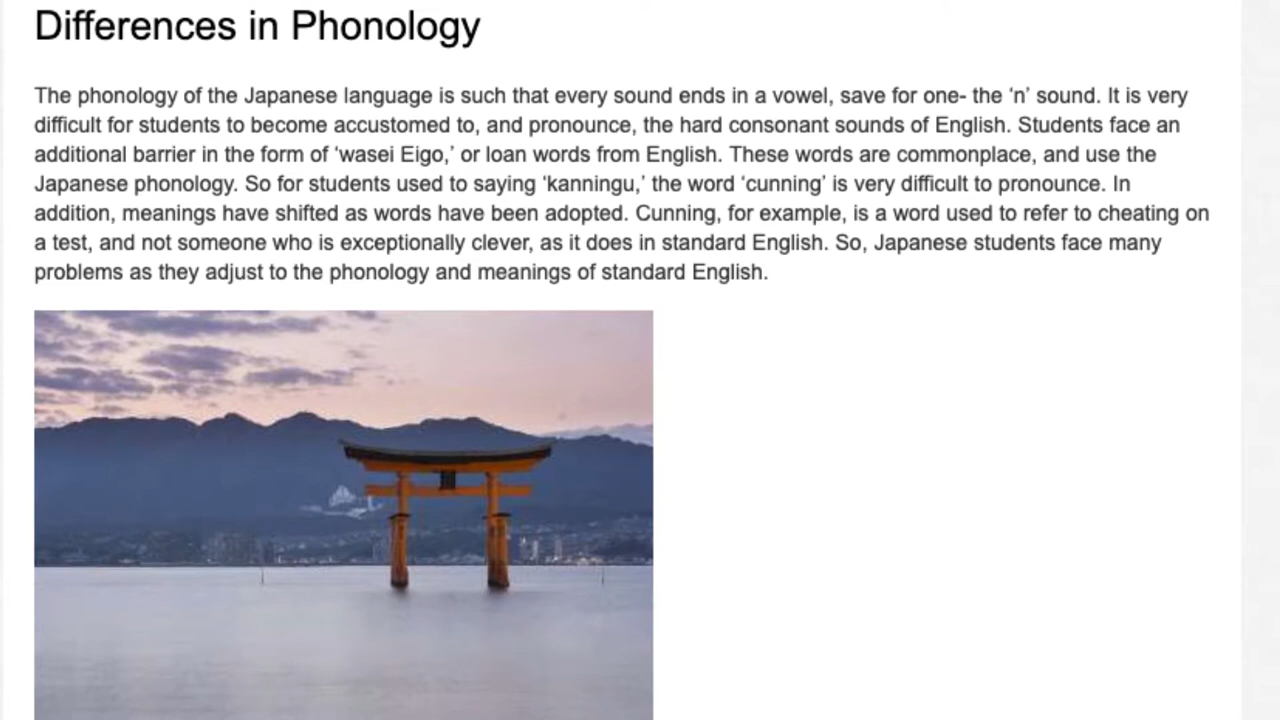 Differences in Phonology
The phonology of the Japanese language is such that every sound ends in a vowel, save for one- the ‘n’ sound. It is very
difficult for students to become accustomed to, and pronounce, the hard consonant sounds of English. Students face an
additional barrier in the form of ‘wasei Eigo,’ or loan words from English. These words are commonplace, and use the
Japanese phonology. So for students used to saying ‘kanningu,’ the word ‘cunning’ is very difficult to pronounce. In
addition, meanings have shifted as words have been adopted. Cunning, for example, is a word used to refer to cheating on
a test, and not someone who is exceptionally clever, as it does in standard English. So, Japanese students face many
problems as they adjust to the phonology and meanings of standard English.